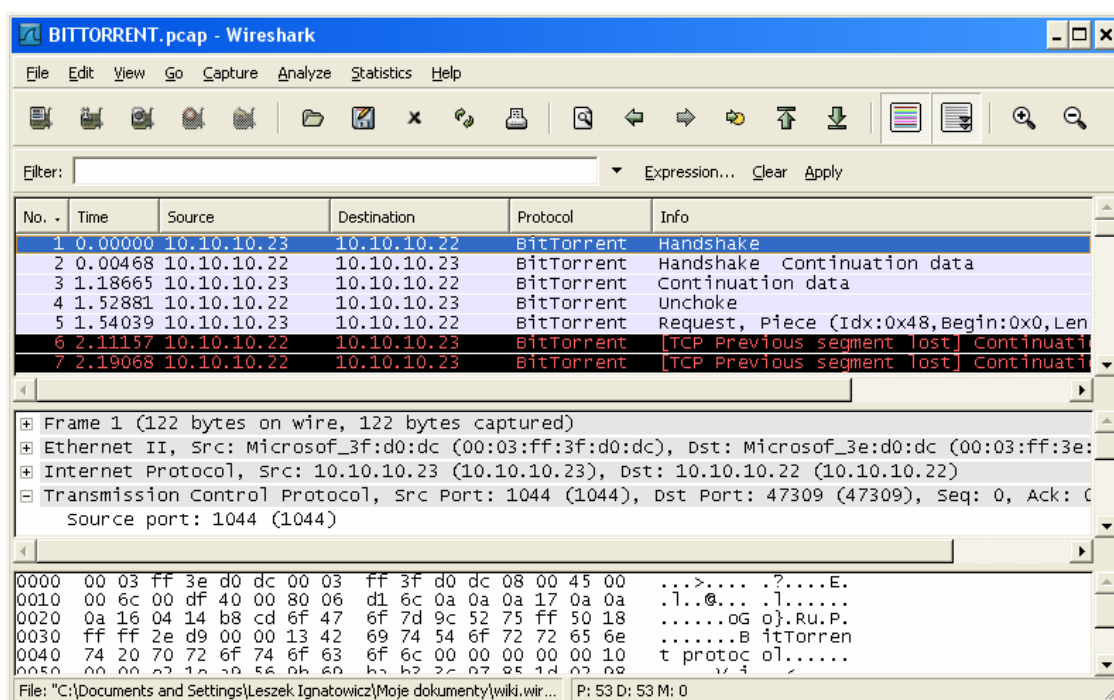 BITTORRENT.pcap - Wireshark
File Edit View Go Capture Analyze Statistics Help
Filter: Expression... Clear Apply
No. Time Source Destination Protocol Info
1 0.00000 10.10.10.23 10.10.10.22 BitTorrent Handshake
2 0.00468 10.10.10.22 10.10.10.23 BitTorrent Handshake Continuation data
3 1.18665 10.10.10.22 10.10.10.23 BitTorrent Continuation data
4 1.52881 10.10.10.22 10.10.10.23 BitTorrent Unchoke
5 1.54039 10.10.10.23 10.10.10.22 BitTorrent Request, Piece (Idx:0x48,Begin:0x0,Len
6 2.11157 10.10.10.22 10.10.10.23 BitTorrent [TCP Previous segment lost] Continuati
7 2.19068 10.10.10.22 10.10.10.23 BitTorrent [TCP Previous segment lost] Continuati
Frame 1 (122 bytes on wire, 122 bytes captured)
Ethernet II, Src: Microsof_3f:d0:dc (00:03:ff:3f:d0:dc), Dst: Microsof_3e:d0:dc (00:03:ff:3e:
Internet Protocol, Src: 10.10.10.23 (10.10.10.23), Dst: 10.10.10.22 (10.10.10.22)
Transmission Control Protocol, Src Port: 1044 (1044), Dst Port: 47309 (47309), Seq: 0, Ack:
Source port: 1044 (1044)
0000 00 03 ff 3e d0 dc 00 03 ff 3f d0 dc 08 00 45 00 ...>.... .?....E.
0010 00 6c 00 df 40 00 80 06 d1 6c 0a 0a 0a 17 0a 0a .l..@... .l......
0020 0a 16 04 14 b8 cd 6f 47 6f 7d 9c 52 75 ff 50 18 ......oG o}.Ru.P.
0030 ff ff 2e d9 00 00 13 42 69 74 54 6f 72 72 65 6e .......B itTorren
0040 74 20 70 72 6f 74 6f 63 6f 6c 00 00 00 00 00 10 t protoc ol......
0050 00 00
File: "C:\Documents and Settings\Leszek Ignatowicz\Moje dokumenty\wiki.wir... P: 53 D: 53 M: 0